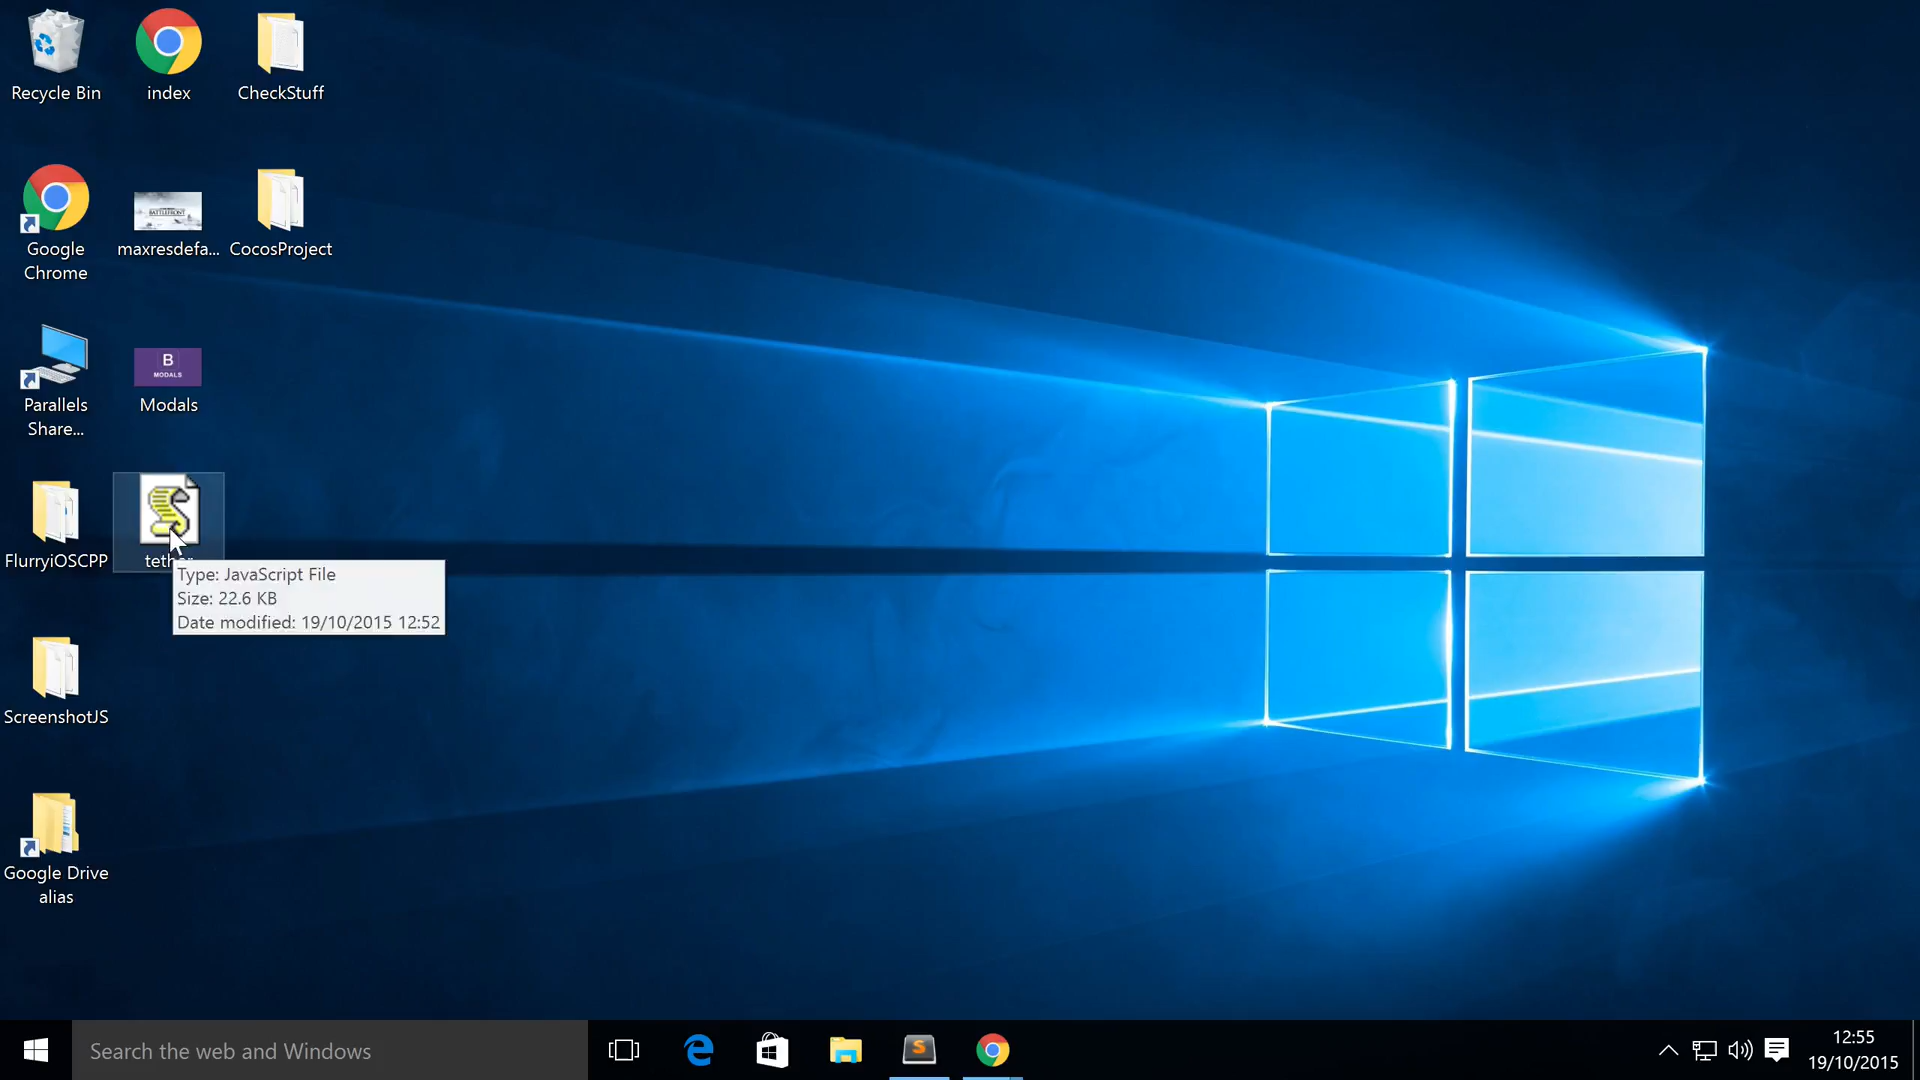 Recycle Bin
index
CheckStuff
Google
Chrome
BATTLEFRONT
maxresdefa...
CocosProject
Parallels
Share...
B
MODALS
Modals
FlurryiOSCPP
Type: JavaScript File
Size: 22.6 KB
Date modified: 19/10/2015 12:52
ScreenshotJS
Google Drive
alias
Search the web and Windows
12:55
19/10/2015